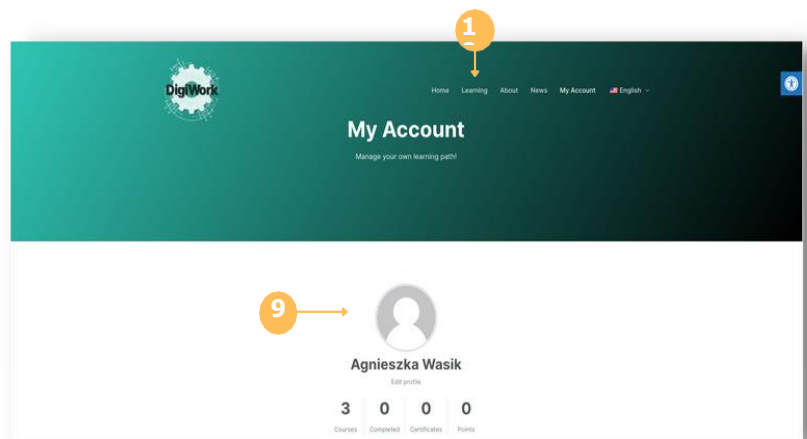 1
DigiWork
Home Learning About News My Account English
My Account
Manage your own learning path!
9
Agnieszka Wasik
Edit profile
3 0 0 0
Courses Completed Certificates Points